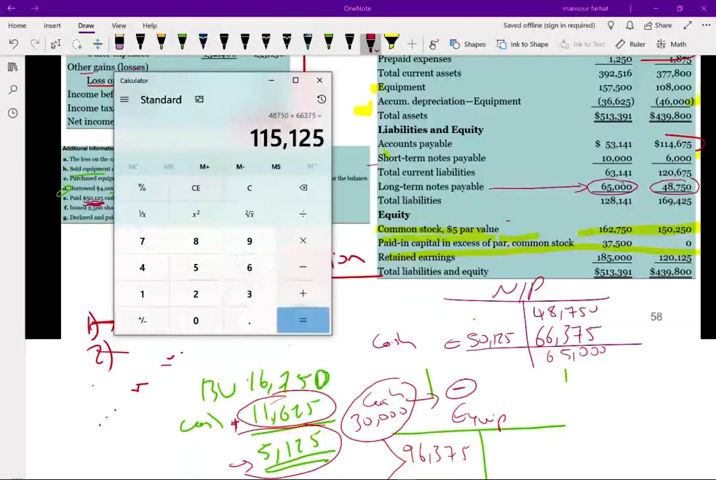 OneNote
mansour farhat
Home Insert Draw View Help
Saved offline (sign in required)
Share
Shapes
Ink to Shape
Ink to Text
Ruler
Math
Other gains (losses)
Income tax
Net income
Additional Information
Calculator
Standard
48750 + 66375 =
115,125
MC MR M+ M- MS
% CE C
¹/x x² ²√x ÷
7 8 9 ×
4 5 6 −
1 2 3 +
+/- 0 . =
Prepaid expenses 1,250 1,875
Total current assets 392,516 377,800
Equipment 157,500 108,000
Accum. depreciation—Equipment (36,625) (46,000)
Total assets $513,391 $439,800
Liabilities and Equity
Accounts payable $ 53,141 $114,675
Short-term notes payable 10,000 6,000
Total current liabilities 63,141 120,675
Long-term notes payable 65,000 48,750
Total liabilities 128,141 169,425
Equity
Common stock, $5 par value 162,750 150,250
Paid-in capital in excess of par, common stock 37,500 0
Retained earnings 185,000 120,125
Total liabilities and equity $513,391 $439,800
58
N/P
48,750
Cash = 50,125 66,375
65,000
1)
2)
BV 16,750
Cash 11,625
5,125
Cash
30,000
Equip
96,375